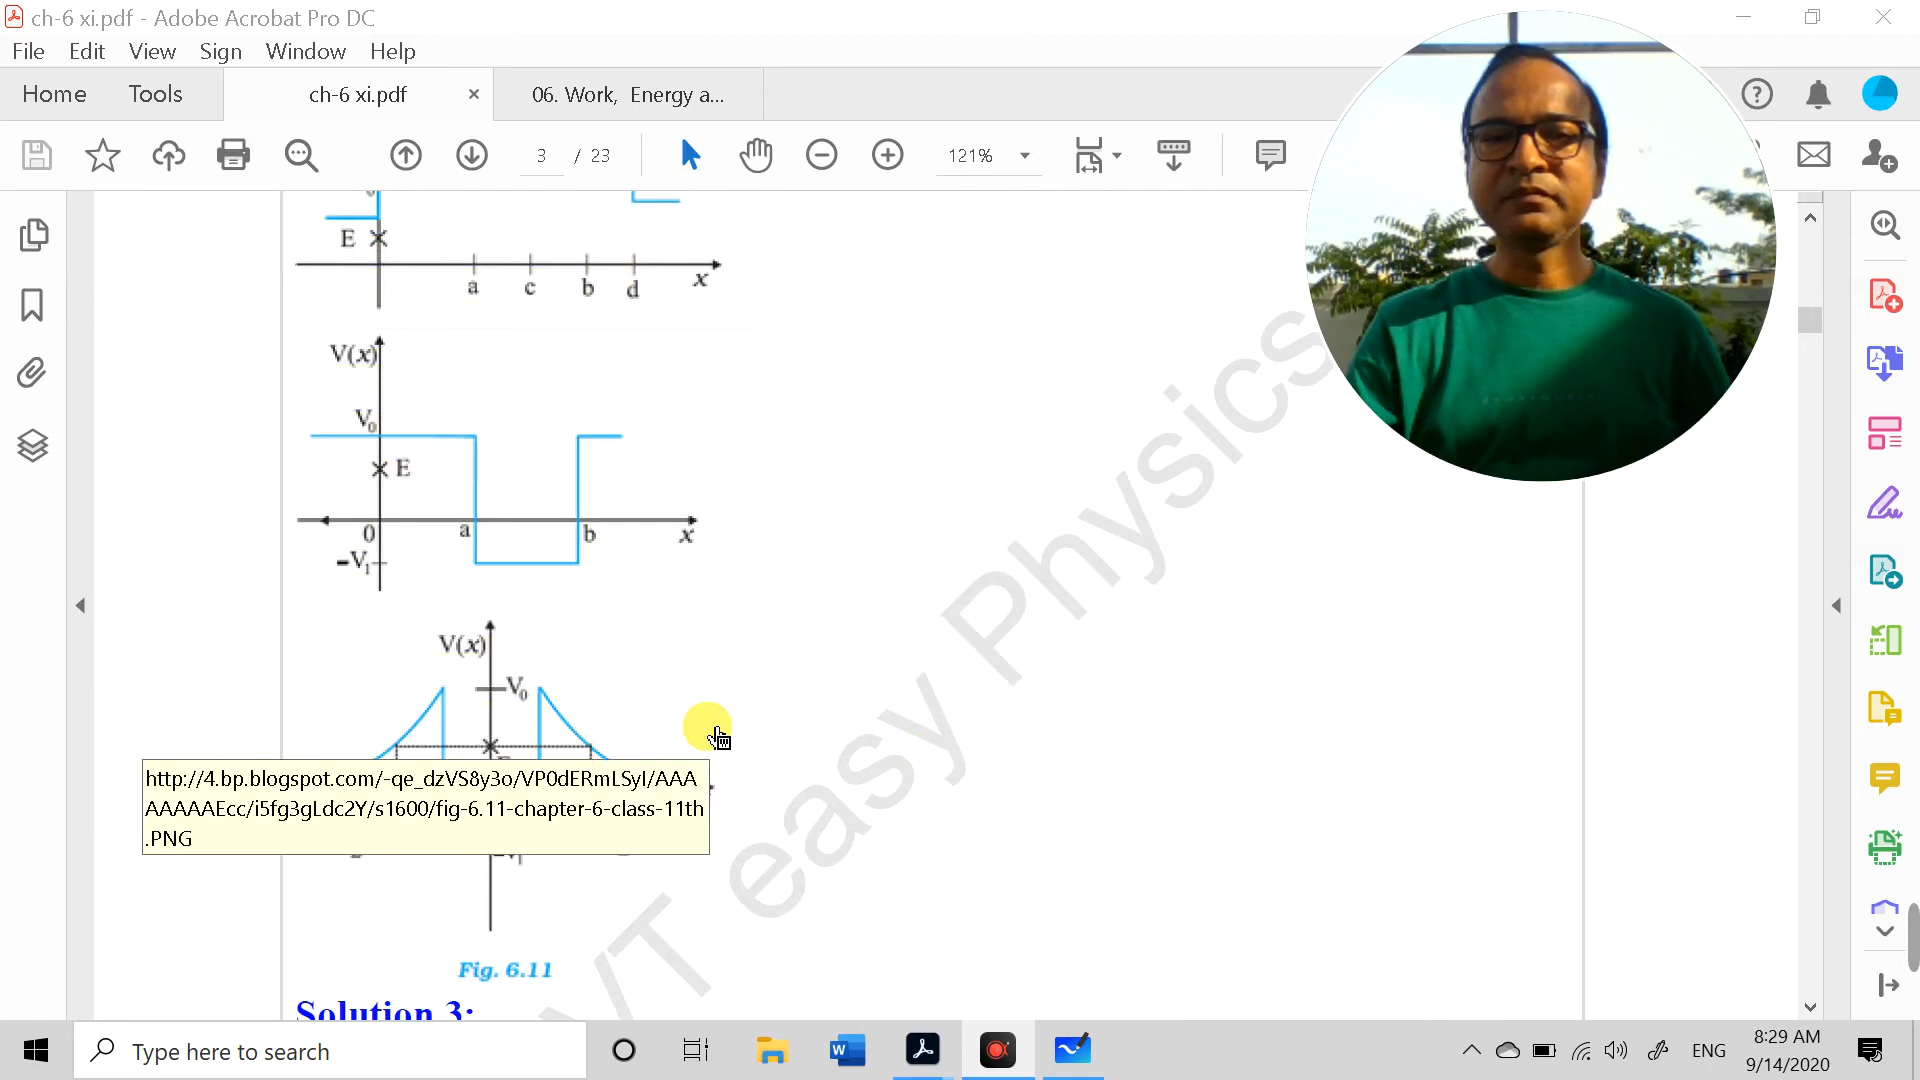 ch-6 xi.pdf - Adobe Acrobat Pro DC
File Edit View Sign Window Help
Home Tools ch-6 xi.pdf × 06. Work, Energy a...
3 / 23 121%
E
a c b d x
V(x)
V0
E
0 a b x
-V1
V(x)
V0
http://4.bp.blogspot.com/-qe_dzVS8y3o/VP0dERmLSyI/AAA
AAAAAEcc/i5fg3gLdc2Y/s1600/fig-6.11-chapter-6-class-11th
.PNG
Fig. 6.11
Solution 3:
VT easy Physics
Type here to search
ENG
8:29 AM
9/14/2020